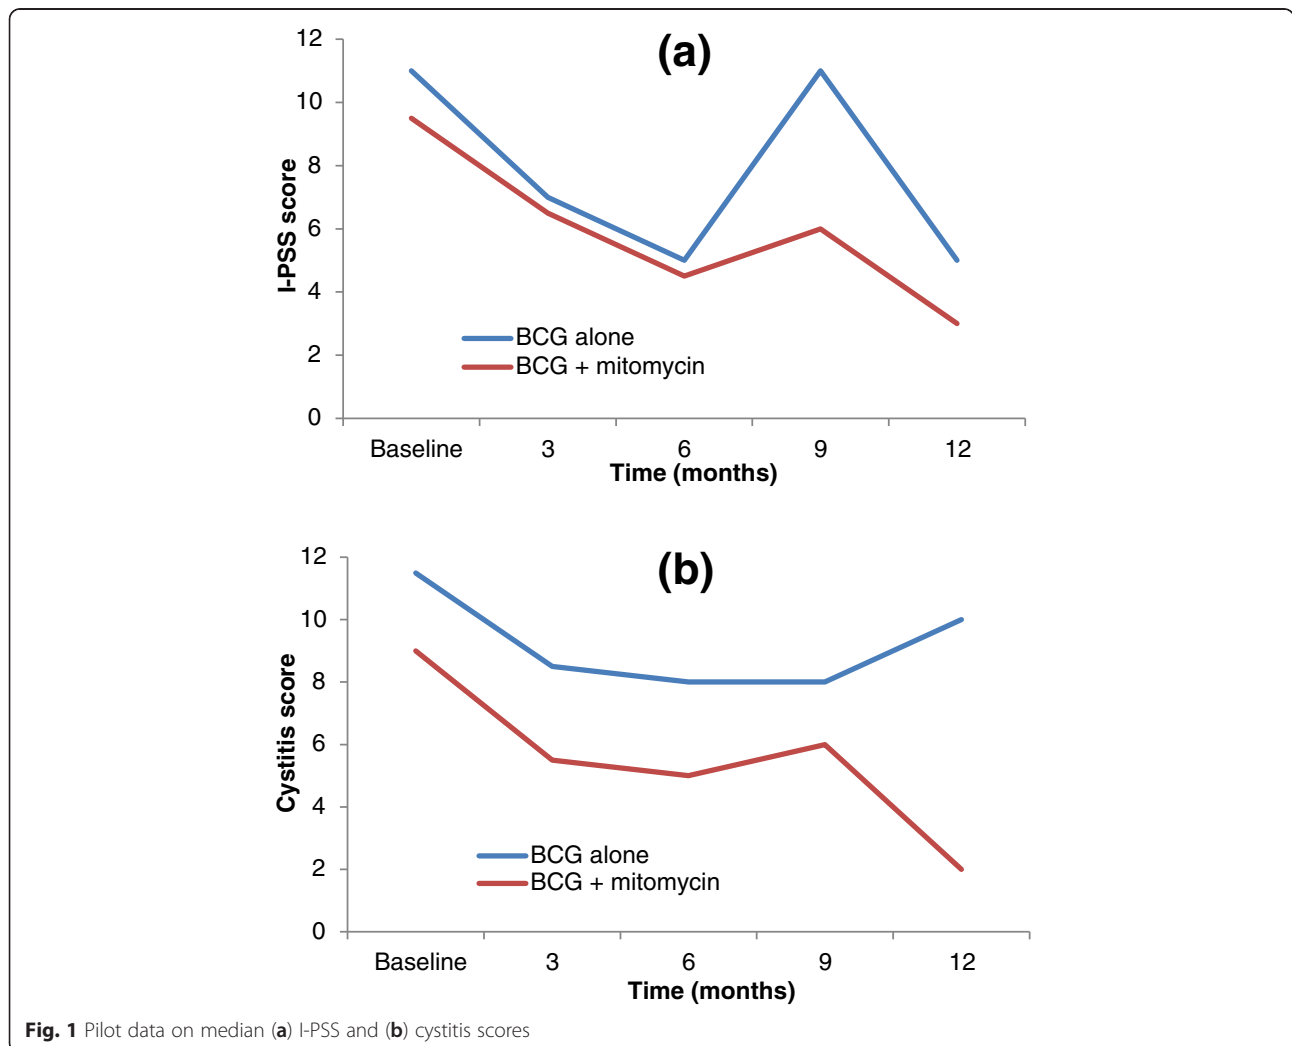 (a)
12
10
8
6
4
2
0
I-PSS score
BCG alone
BCG + mitomycin
Baseline 3 6 9 12
Time (months)
(b)
12
10
8
6
4
2
0
Cystitis score
BCG alone
BCG + mitomycin
Baseline 3 6 9 12
Time (months)
Fig. 1 Pilot data on median (a) I-PSS and (b) cystitis scores